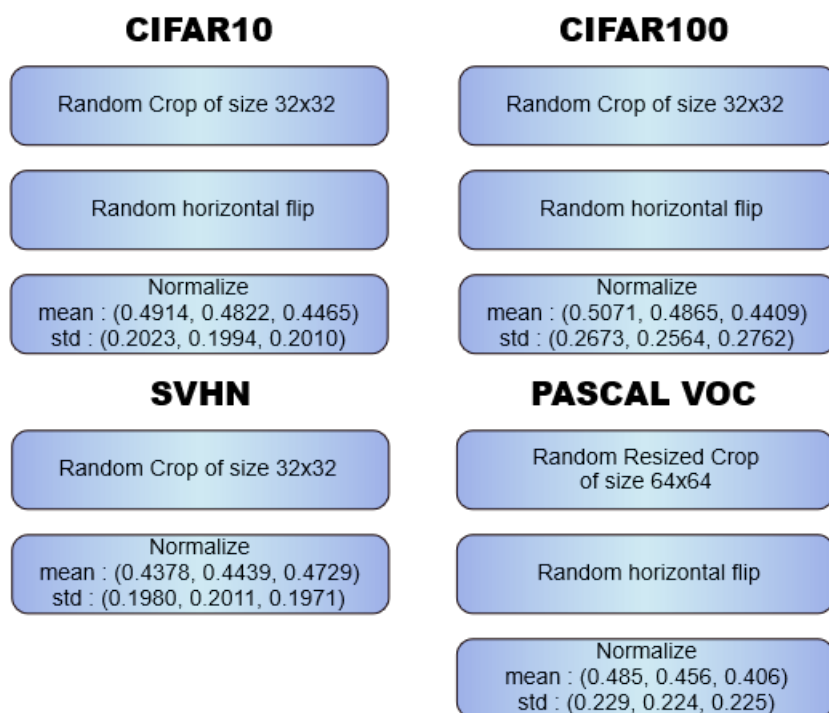 CIFAR10
Random Crop of size 32x32
Random horizontal flip
Normalize
mean : (0.4914, 0.4822, 0.4465)
std : (0.2023, 0.1994, 0.2010)
CIFAR100
Random Crop of size 32x32
Random horizontal flip
Normalize
mean : (0.5071, 0.4865, 0.4409)
std : (0.2673, 0.2564, 0.2762)
SVHN
Random Crop of size 32x32
Normalize
mean : (0.4378, 0.4439, 0.4729)
std : (0.1980, 0.2011, 0.1971)
PASCAL VOC
Random Resized Crop
of size 64x64
Random horizontal flip
Normalize
mean : (0.485, 0.456, 0.406)
std : (0.229, 0.224, 0.225)